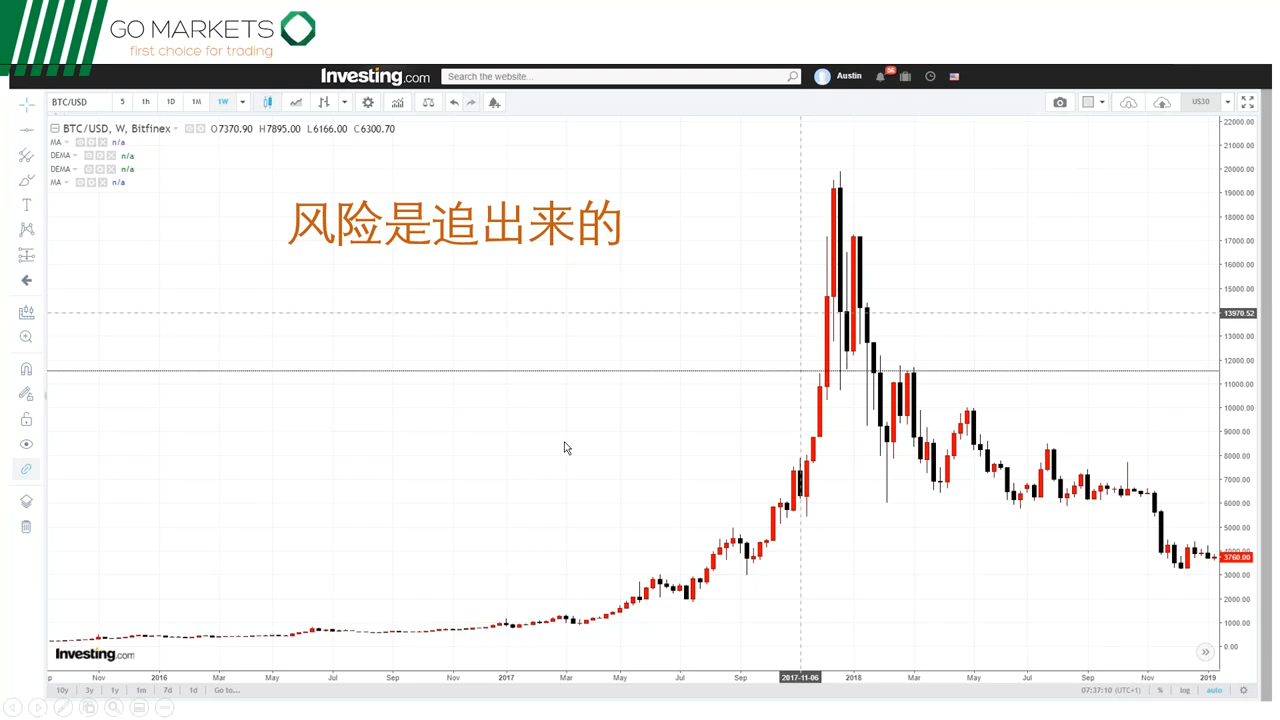 GO MARKETS
first choice for trading
Investing.com
Search the website...
Austin
56
BTC/USD 5 1h 1D 1M 1W
US30
BTC/USD, W, Bitfinex O7370.90 H7895.00 L6166.00 C6300.70
MA n/a
DEMA n/a
DEMA n/a
MA n/a
风险是追出来的
22000.00
21000.00
20000.00
19000.00
18000.00
17000.00
16000.00
15000.00
13970.52
13000.00
12000.00
11000.00
10000.00
9000.00
8000.00
7000.00
6000.00
5000.00
4000.00
3760.00
3000.00
2000.00
1000.00
0.00
Investing.com
Nov 2016 Mar May Jul Sep Nov 2017 Mar May Jul Sep 2017-11-06 2018 Mar May Jul Sep Nov 2019
10y 3y 1y 1m 7d 1d Go to...
07:37:10 (UTC+1) % log auto